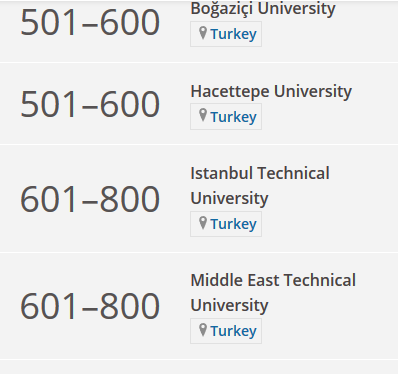 501–600
Boğaziçi University
Turkey
501–600
Hacettepe University
Turkey
601–800
Istanbul Technical
University
Turkey
601–800
Middle East Technical
University
Turkey